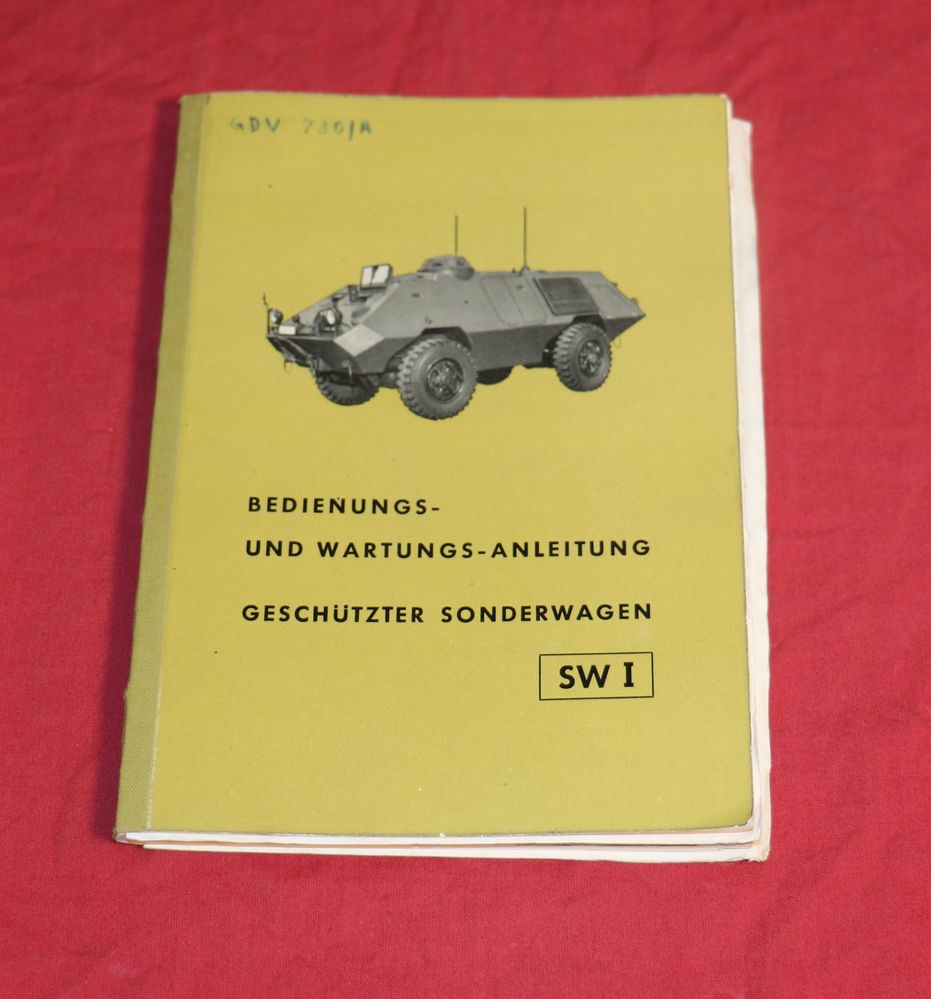 GDV 730/A
BEDIENUNGS-
UND WARTUNGS-ANLEITUNG
GESCHÜTZTER SONDERWAGEN
SW I